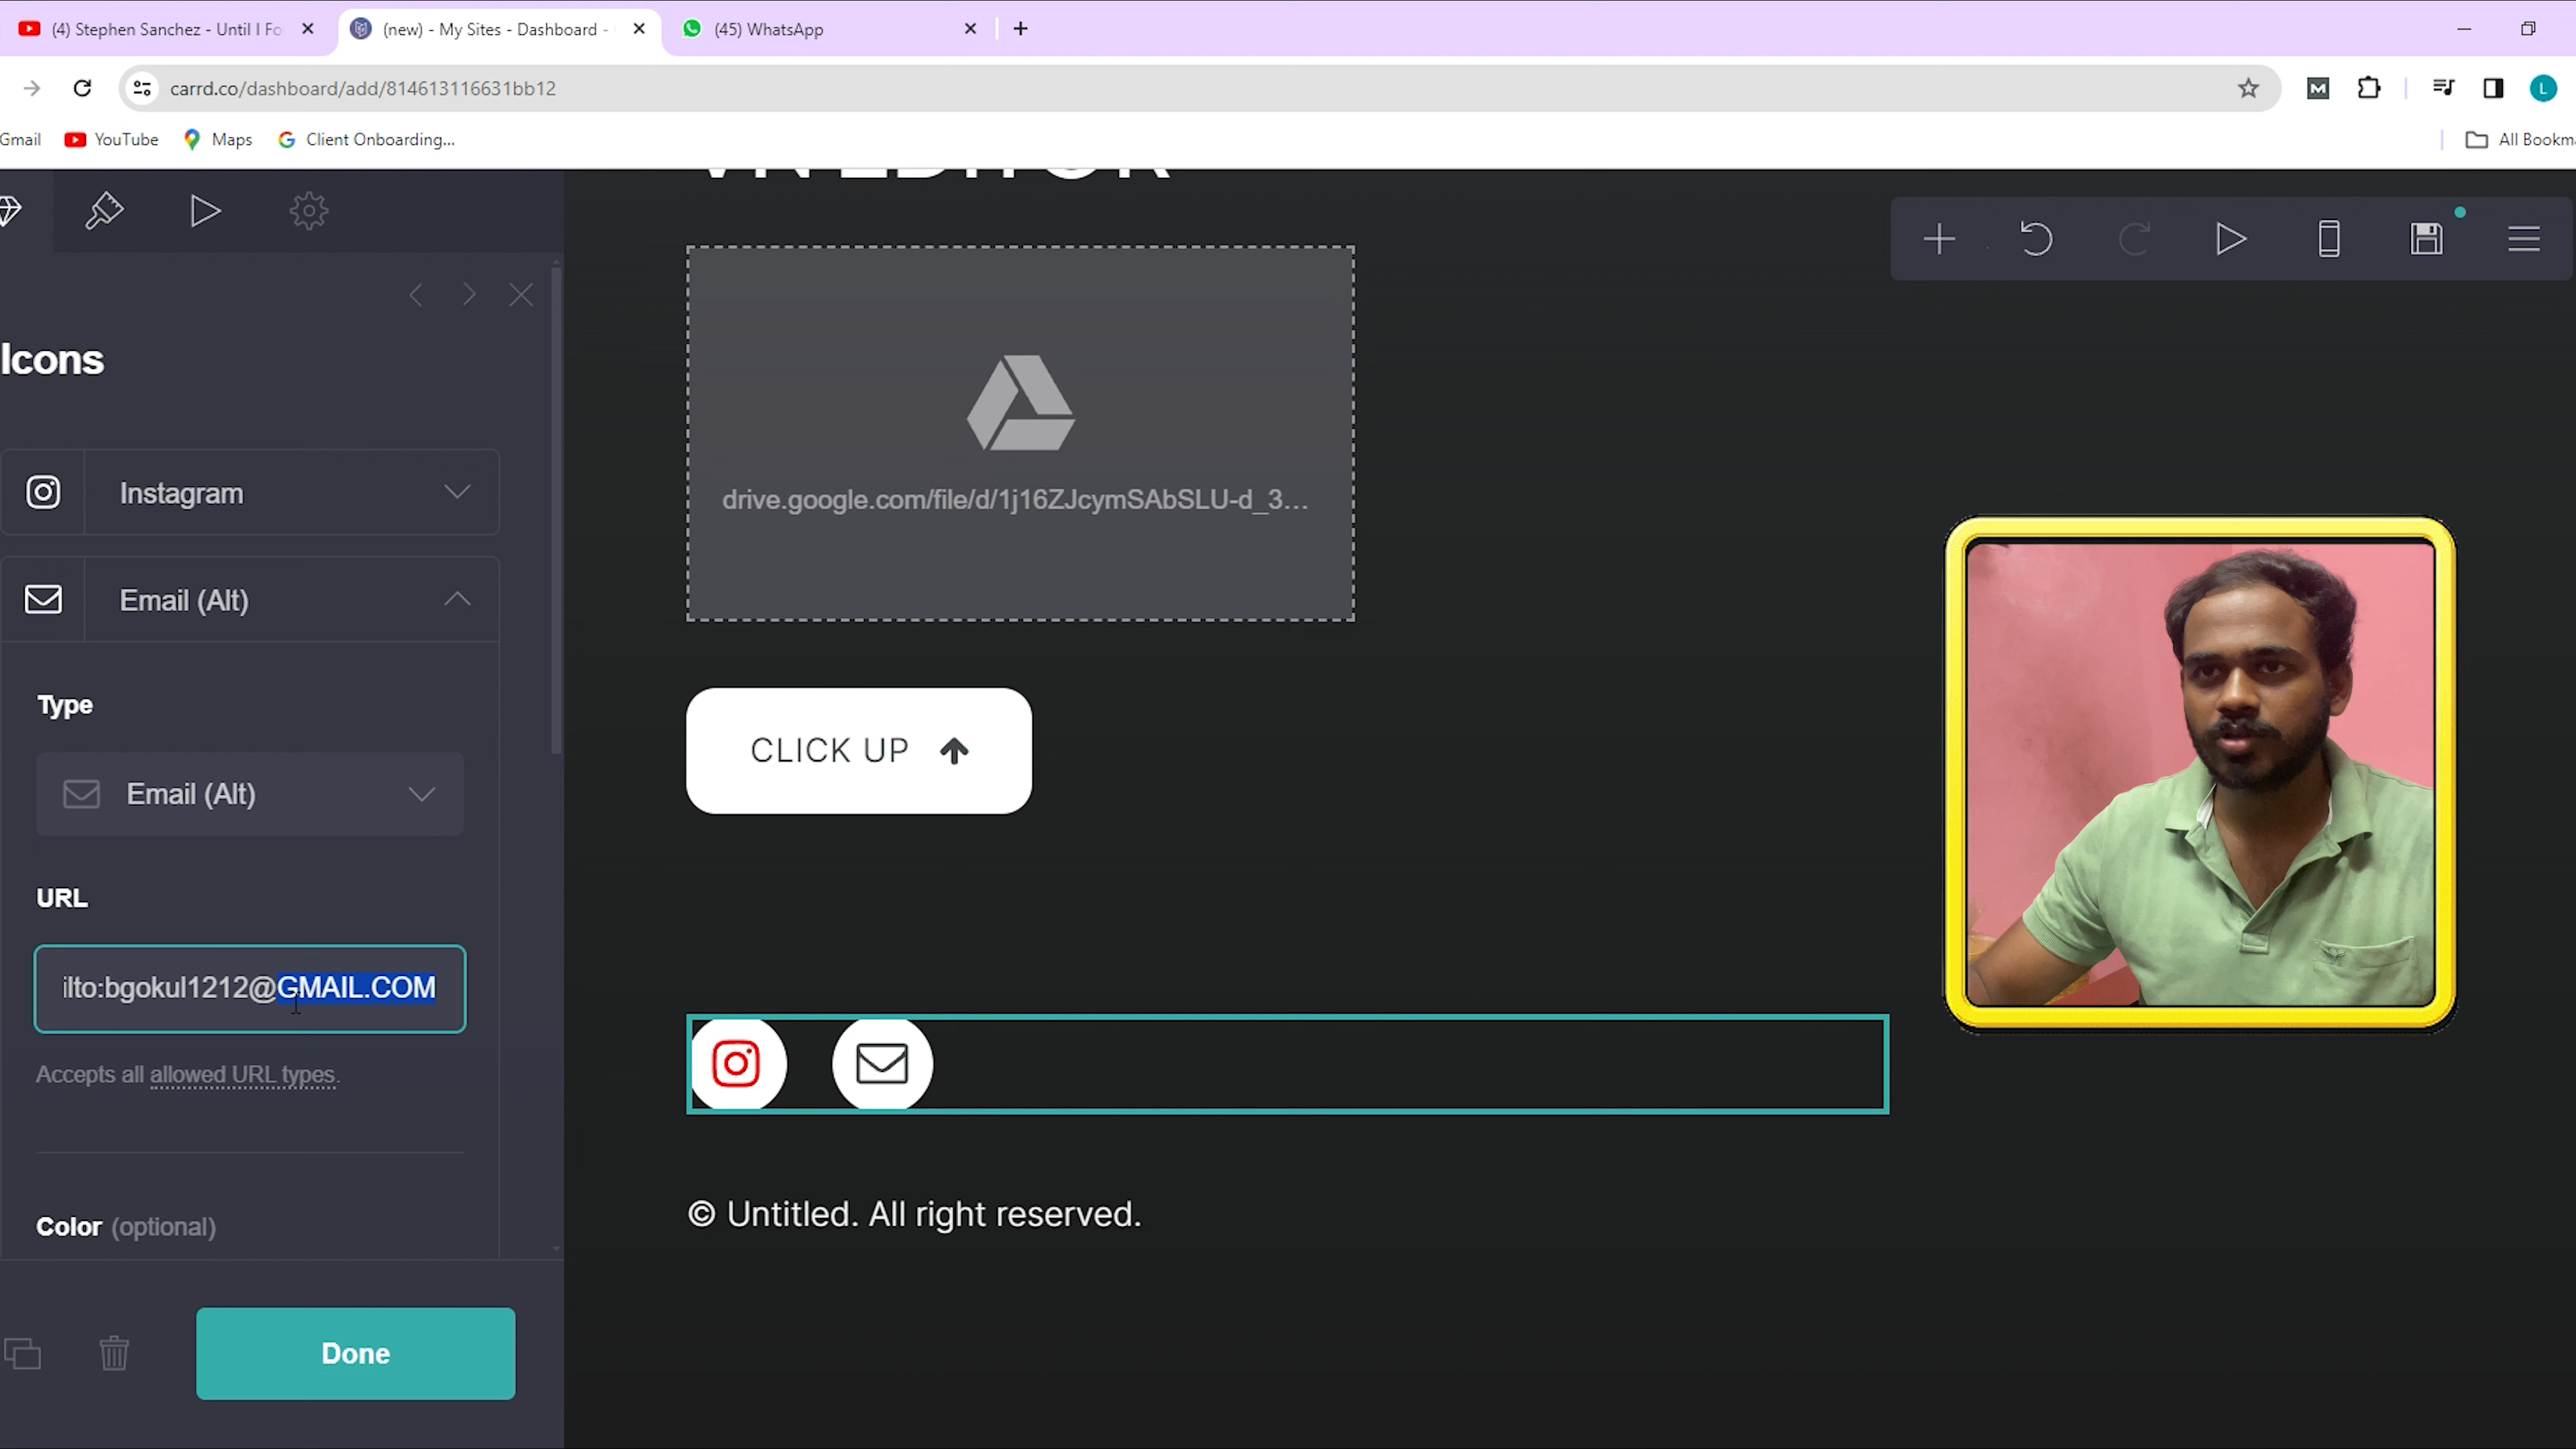 (4) Stephen Sanchez - Until I Fo
(new) - My Sites - Dashboard -
(45) WhatsApp
carrd.co/dashboard/add/814613116631bb12
M
L
Gmail
YouTube
Maps
Client Onboarding...
All Bookm
VN EDITOR
Icons
Instagram
Email (Alt)
Type
Email (Alt)
URL
ilto:bgokul1212@GMAIL.COM
Accepts all allowed URL types.
Color (optional)
Done
drive.google.com/file/d/1j16ZJcymSAbSLU-d_3...
CLICK UP
© Untitled. All right reserved.